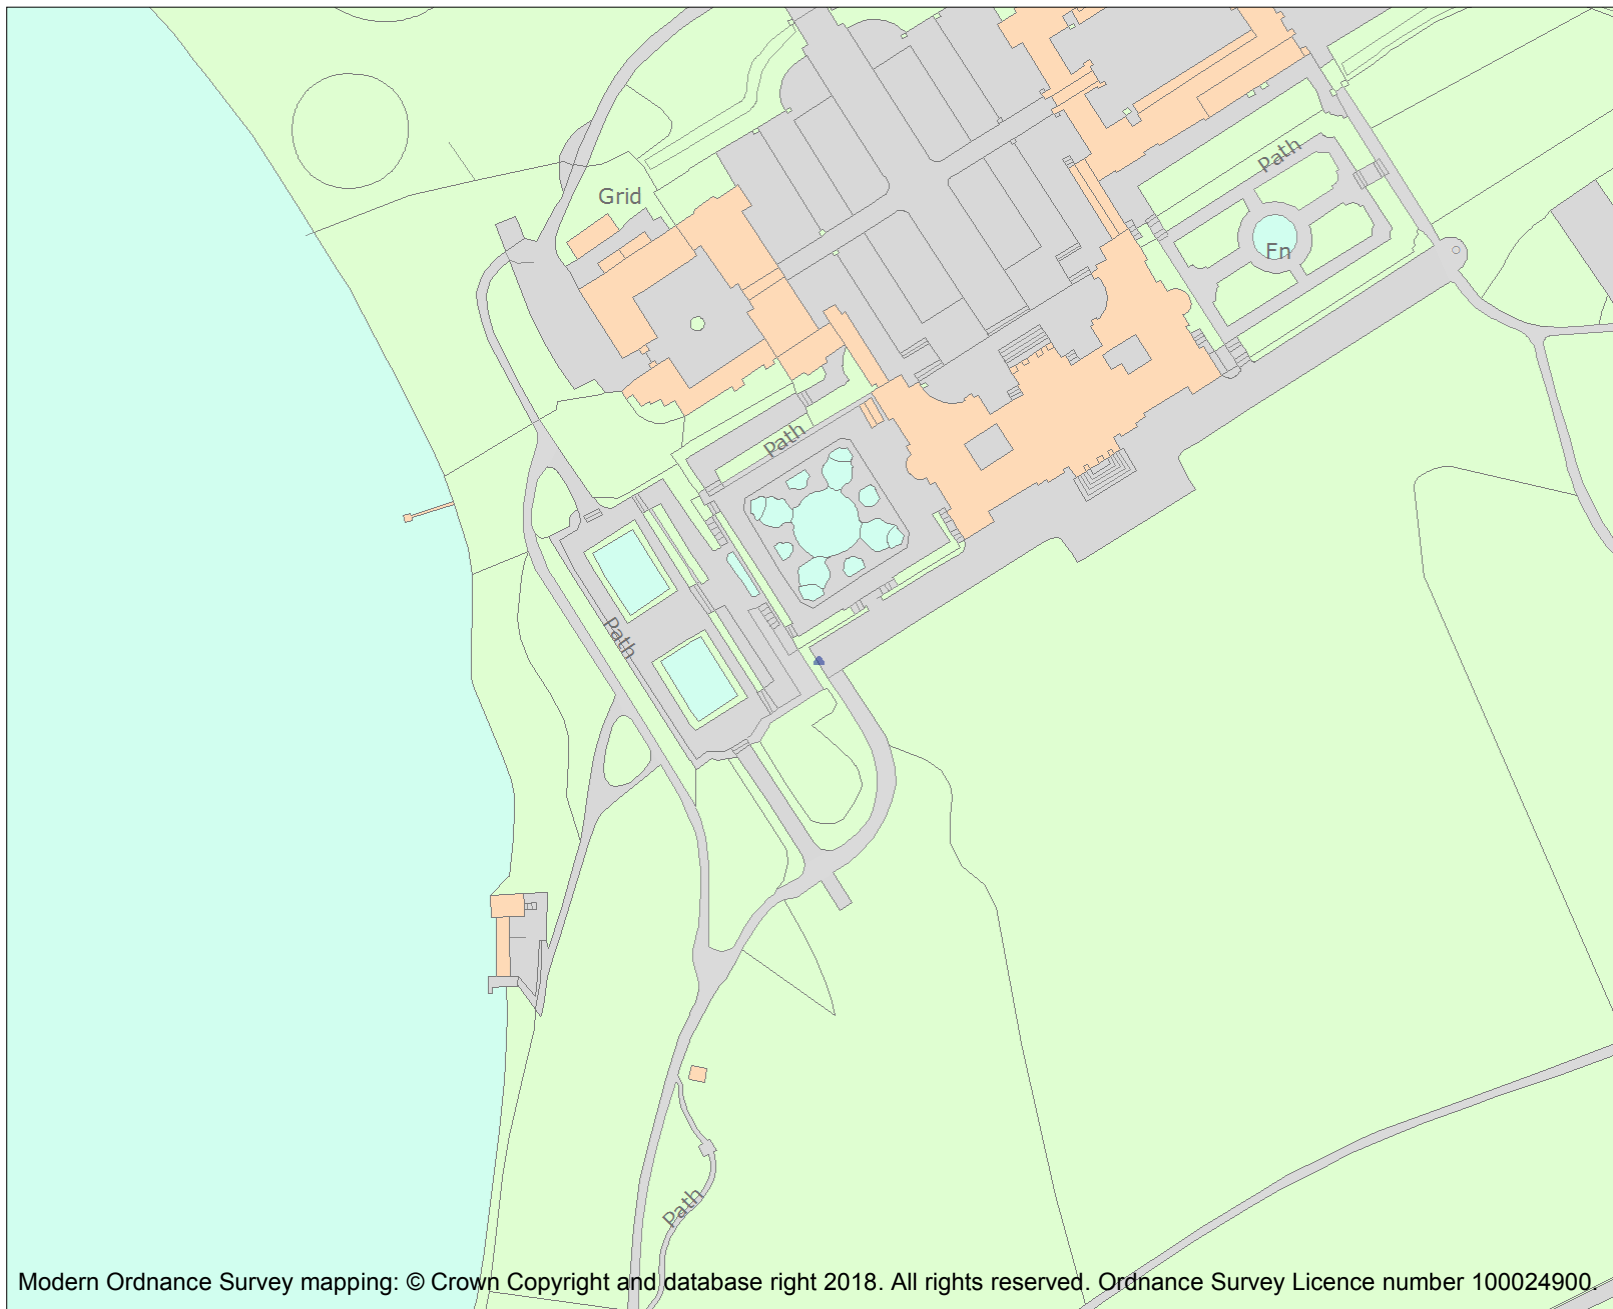 Path
Grid
Fn
Path
Path
Path
Modern Ordnance Survey mapping: © Crown Copyright and database right 2018. All rights reserved. Ordnance Survey Licence number 100024900.